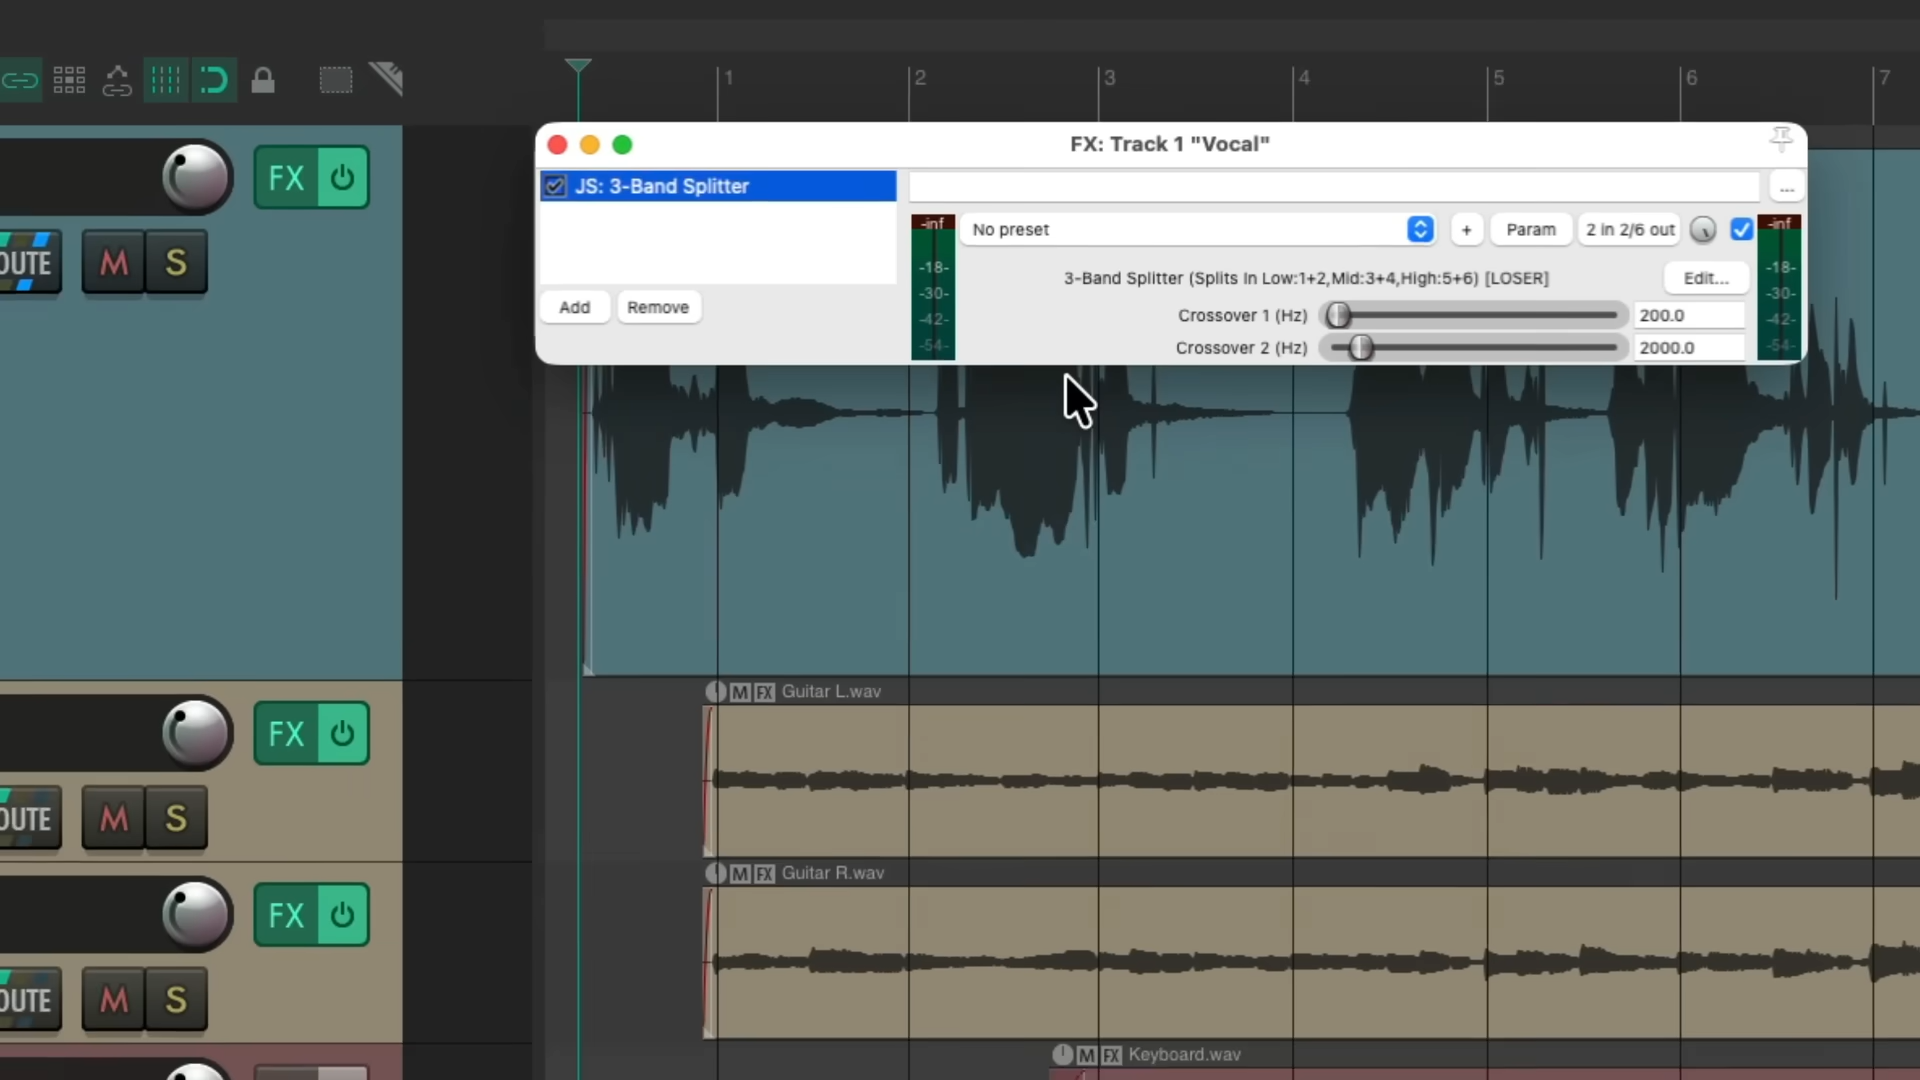 1 2 3 4 5 6 7
FX: Track 1 "Vocal"
FX
JS: 3-Band Splitter
...
-inf No preset + Param 2 in 2/6 out -inf
OUTE M S
-18- -18-
3-Band Splitter (Splits In Low:1+2,Mid:3+4,High:5+6) [LOSER] Edit...
-30- -30-
Add Remove
Crossover 1 (Hz) 200.0
-42- -42-
Crossover 2 (Hz) 2000.0
-54- -54-
M FX Guitar L.wav
FX
OUTE M S
M FX Guitar R.wav
FX
OUTE M S
M FX Keyboard.wav